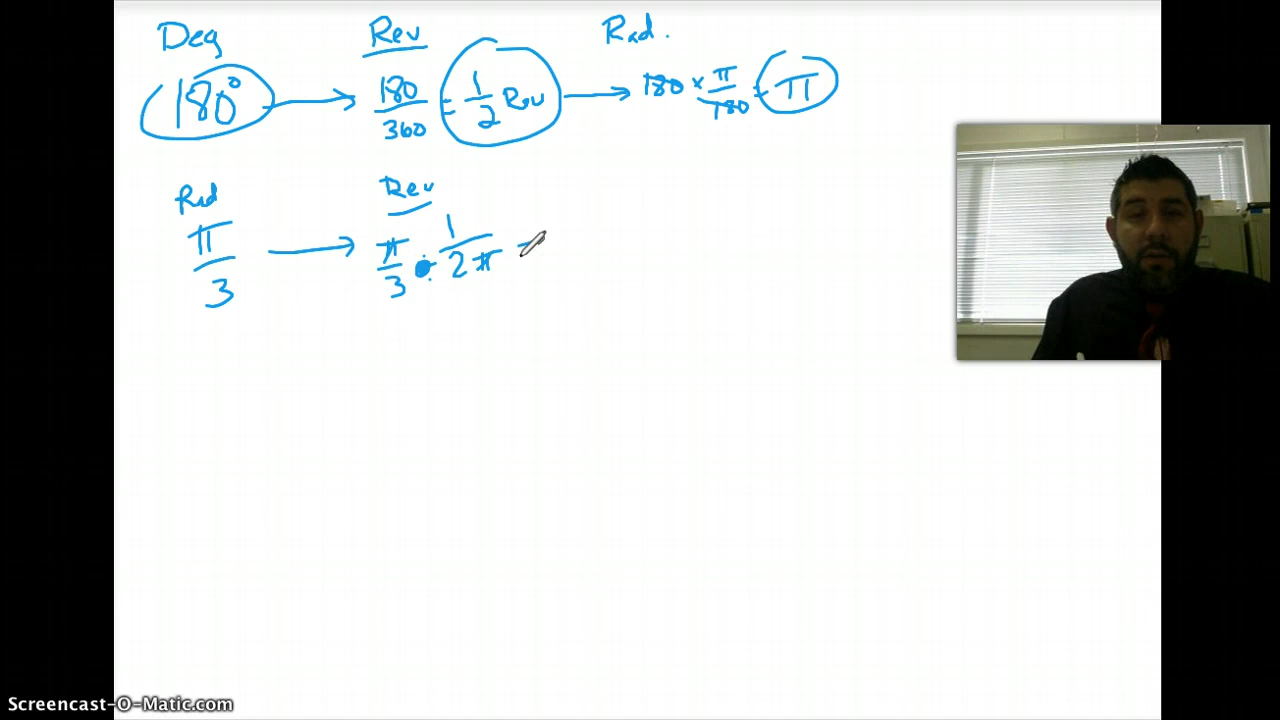 Deg Rev Rad.
180° → 180/360 = 1/2 Rev → 180 × π/180 = π
Rad Rev
π/3 → π/3 · 1/2π =
Screencast-O-Matic.com